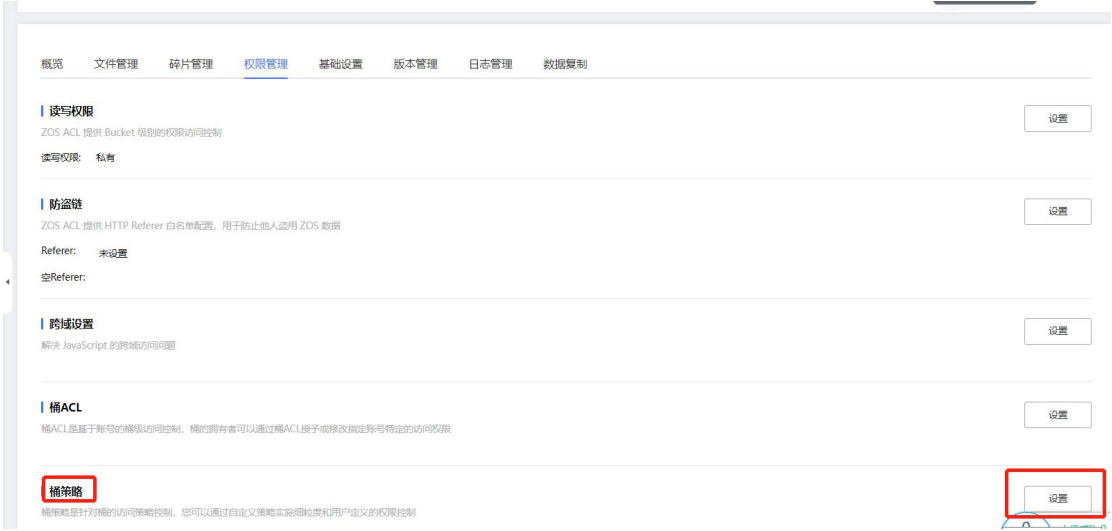 概览 文件管理 碎片管理 权限管理 基础设置 版本管理 日志管理 数据复制
读写权限
设置
ZOS ACL 提供 Bucket 级别的权限访问控制
读写权限: 私有
防盗链
设置
ZOS ACL 提供 HTTP Referer 白名单配置，用于防止他人盗用 ZOS 数据
Referer: 未设置
空Referer:
跨域设置
设置
解决 JavaScript 的跨域访问问题
桶ACL
设置
桶ACL是基于账号的桶级访问控制，桶的拥有者可以通过桶ACL授予或修改指定账号特定的访问权限
桶策略
设置
桶策略是针对桶的访问策略控制，您可以通过自定义策略实施细粒度和用户定义的权限控制